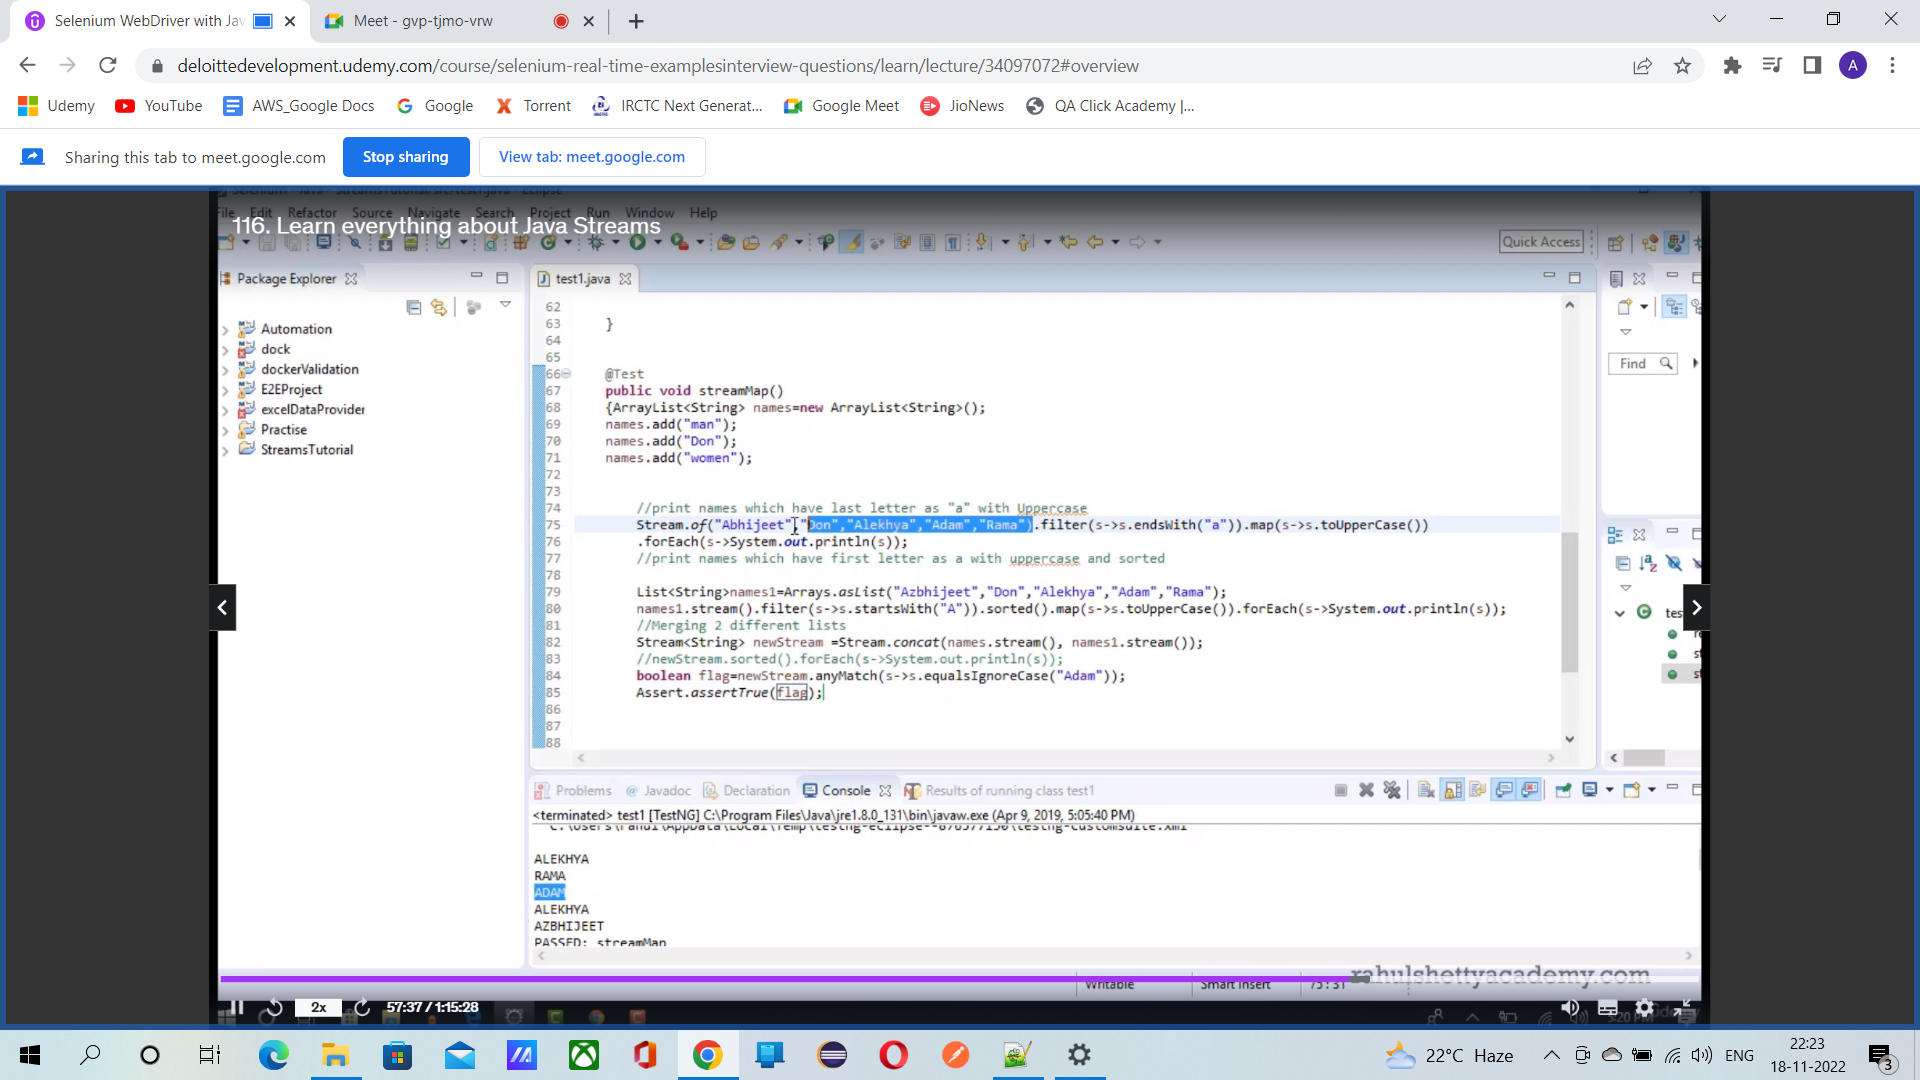 Selenium WebDriver with Jav
Meet - gvp-tjmo-vrw
deloittedevelopment.udemy.com/course/selenium-real-time-examplesinterview-questions/learn/lecture/34097072#overview
A
Udemy
YouTube
AWS_Google Docs
Google
Torrent
IRCTC Next Generat...
Google Meet
JioNews
QA Click Academy |...
Sharing this tab to meet.google.com
Stop sharing
View tab: meet.google.com
File Edit Refactor Source Navigate Search Project Run Window Help
116. Learn everything about Java Streams
Quick Access
Package Explorer
test1.java
Automation
dock
dockerValidation
E2EProject
excelDataProvider
Practise
StreamsTutorial
62
63 }
64
65
66 @Test
67 public void streamMap()
68 {ArrayList<String> names=new ArrayList<String>();
69 names.add("man");
70 names.add("Don");
71 names.add("women");
72
73
74 //print names which have last letter as "a" with Uppercase
75 Stream.of("Abhijeet","Don","Alekhya","Adam","Rama").filter(s->s.endsWith("a")).map(s->s.toUpperCase())
76 .forEach(s->System.out.println(s));
77 //print names which have first letter as a with uppercase and sorted
78
79 List<String>names1=Arrays.asList("Azbhijeet","Don","Alekhya","Adam","Rama");
80 names1.stream().filter(s->s.startsWith("A")).sorted().map(s->s.toUpperCase()).forEach(s->System.out.println(s));
81 //Merging 2 different lists
82 Stream<String> newStream =Stream.concat(names.stream(), names1.stream());
83 //newStream.sorted().forEach(s->System.out.println(s));
84 boolean flag=newStream.anyMatch(s->s.equalsIgnoreCase("Adam"));
85 Assert.assertTrue(flag);
86
87
88
Find
tes
Problems
@ Javadoc
Declaration
Console
Results of running class test1
<terminated> test1 [TestNG] C:\Program Files\Java\jre1.8.0_131\bin\javaw.exe (Apr 9, 2019, 5:05:40 PM)
ALEKHYA
RAMA
ADAM
ALEKHYA
AZBHIJEET
PASSED: streamMap
rahulshettyacademy.com
Writable
Smart Insert
75:31
2x
57:37 / 1:15:28
22°C Haze
ENG
22:23
18-11-2022
3